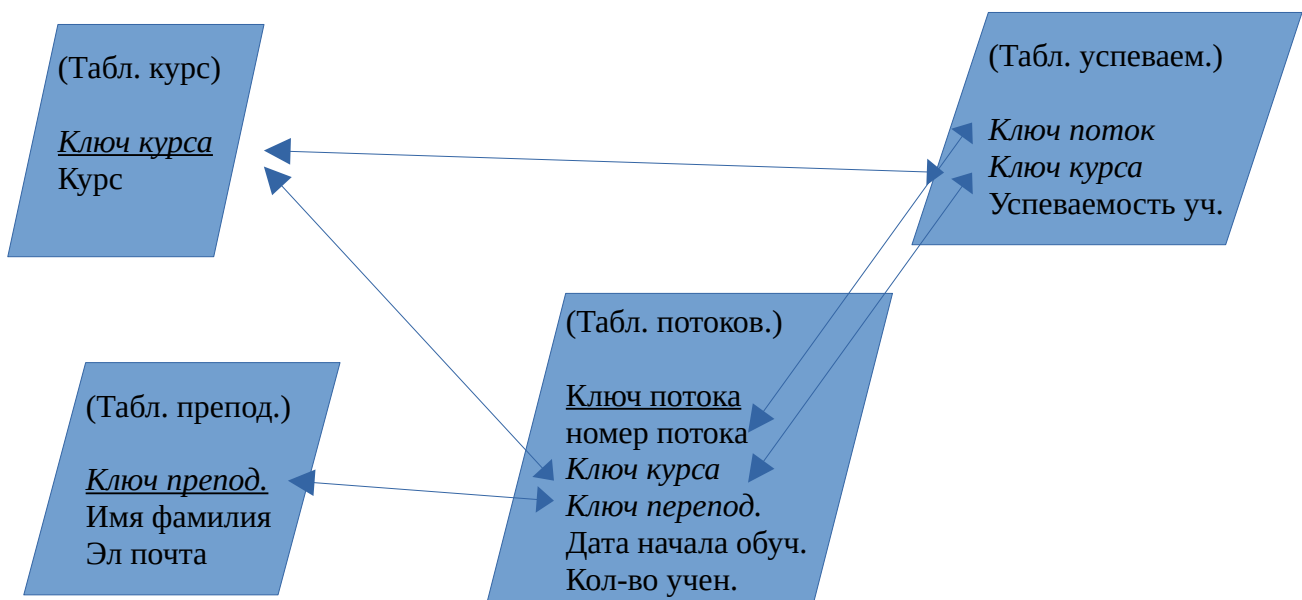 (Табл. курс)
Ключ курса
Курс
(Табл. успеваем.)
Ключ поток
Ключ курса
Успеваемость уч.
(Табл. препод.)
Ключ препод.
Имя фамилия
Эл почта
(Табл. потоков.)
Ключ потока
номер потока
Ключ курса
Ключ перепод.
Дата начала обуч.
Кол-во учен.